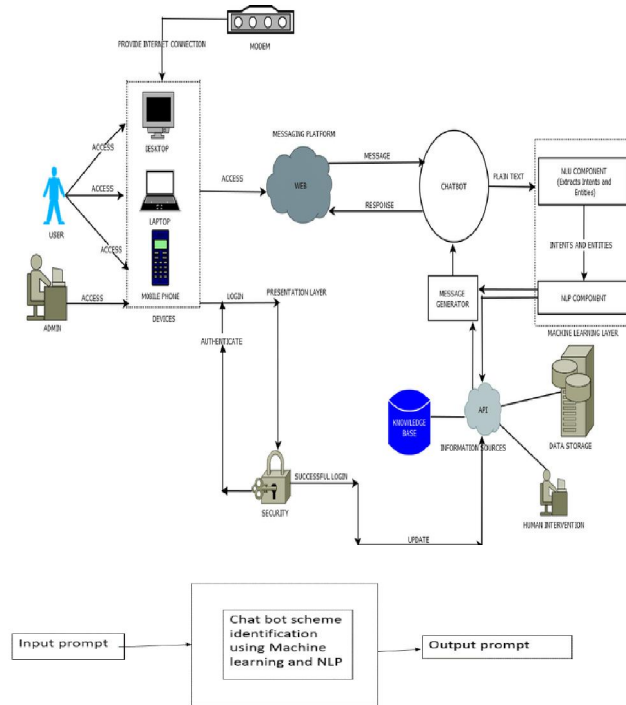 PROVIDE INTERNET CONNECTION
MODEM
DESKTOP
MESSAGING PLATFORM
ACCESS
ACCESS
ACCESS
ACCESS
WEB
MESSAGE
RESPONSE
CHATBOT
PLAIN TEXT
NLU COMPONENT
(Extracts Intents and
Entities)
USER
LAPTOP
INTENTS AND ENTITIES
MOBILE PHONE
ACCESS
ADMIN
DEVICES
LOGIN
PRESENTATION LAYER
MESSAGE
GENERATOR
NLP COMPONENT
MACHINE LEARNING LAYER
AUTHENTICATE
KNOWLEDGE
BASE
API
INFORMATION SOURCES
DATA STORAGE
SUCCESSFUL LOGIN
SECURITY
HUMAN INTERVENTION
UPDATE
Input prompt
Chat bot scheme
identification
using Machine
learning and NLP
Output prompt